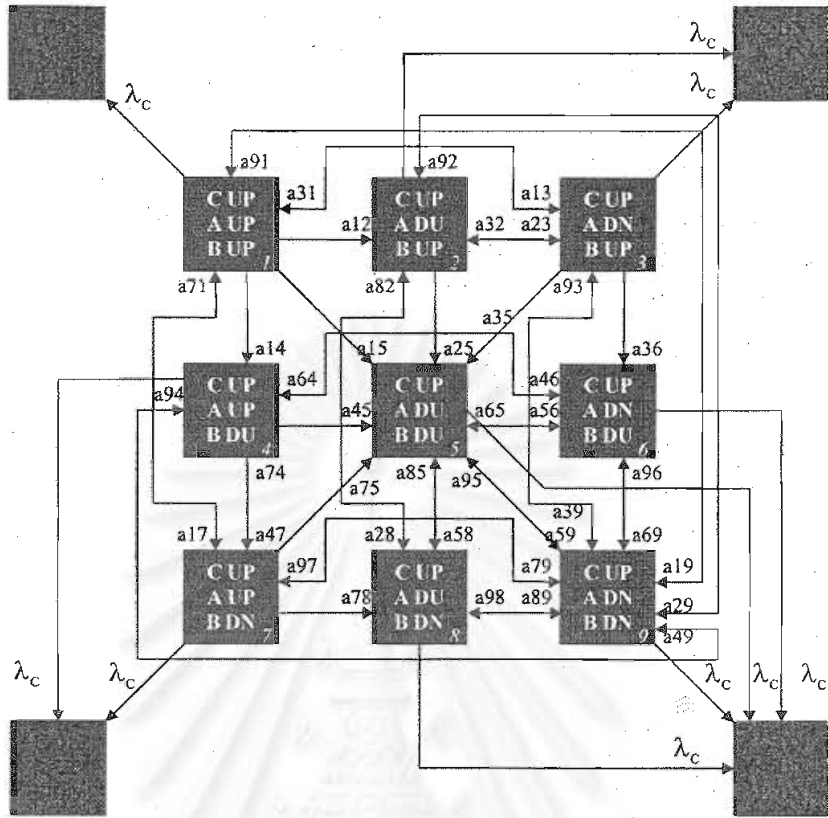 λC
λC
λC
a91
a92
a31
a13
C UP
A UP
B UP
1
a12
C UP
A DU
B UP
2
a32
a23
C UP
A DN
B UP
3
a71
a82
a93
a35
a14
a15
a25
a36
a94
a64
a46
C UP
A UP
B DU
4
a45
C UP
A DU
B DU
5
a65
a56
C UP
A DN
B DU
6
a74
a75
a85
a95
a96
a39
a17
a47
a28
a58
a59
a69
a97
a79
a19
C UP
A UP
B DN
7
a78
C UP
A DU
B DN
8
a98
a89
C UP
A DN
B DN
9
a29
a49
λC
λC
λC
λC
λC
λC